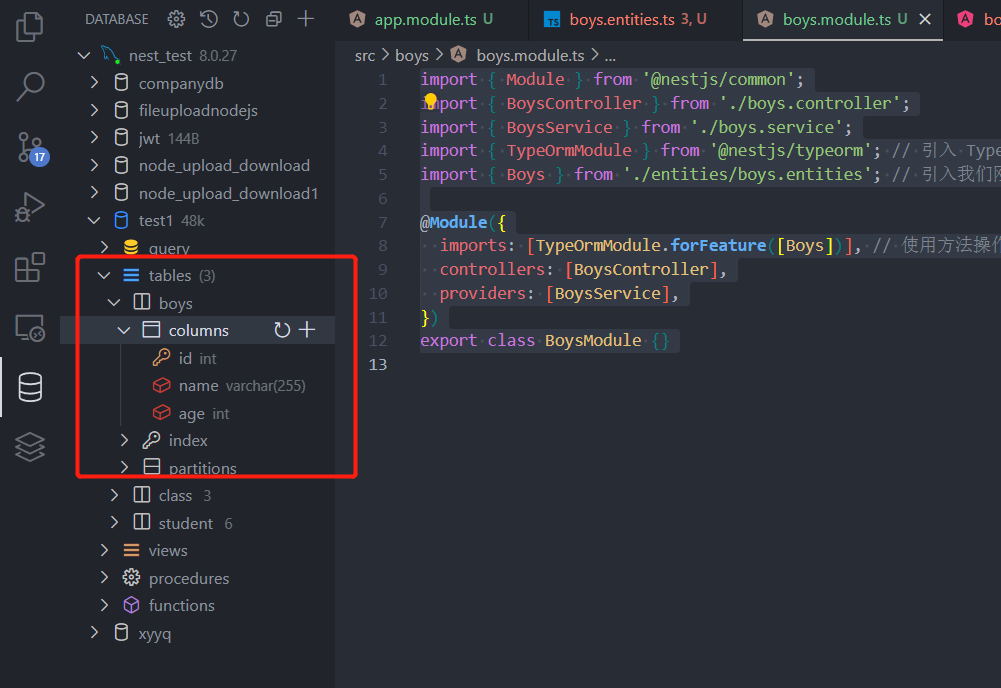 DATABASE
nest_test 8.0.27
companydb
fileuploadnodejs
jwt 144B
17
node_upload_download
node_upload_download1
test1 48k
query
tables (3)
boys
columns
id int
name varchar(255)
age int
index
partitions
class 3
student 6
views
procedures
functions
xyyq
app.module.ts U
TS boys.entities.ts 3, U
boys.module.ts U
bo
src > boys > boys.module.ts > ...
1 import { Module } from '@nestjs/common';
2 import { BoysController } from './boys.controller';
3 import { BoysService } from './boys.service';
4 import { TypeOrmModule } from '@nestjs/typeorm'; // 引入 Type
5 import { Boys } from './entities/boys.entities'; // 引入我们
6
7 @Module({
8 imports: [TypeOrmModule.forFeature([Boys])], // 使用方法操作
9 controllers: [BoysController],
10 providers: [BoysService],
11 })
12 export class BoysModule {}
13